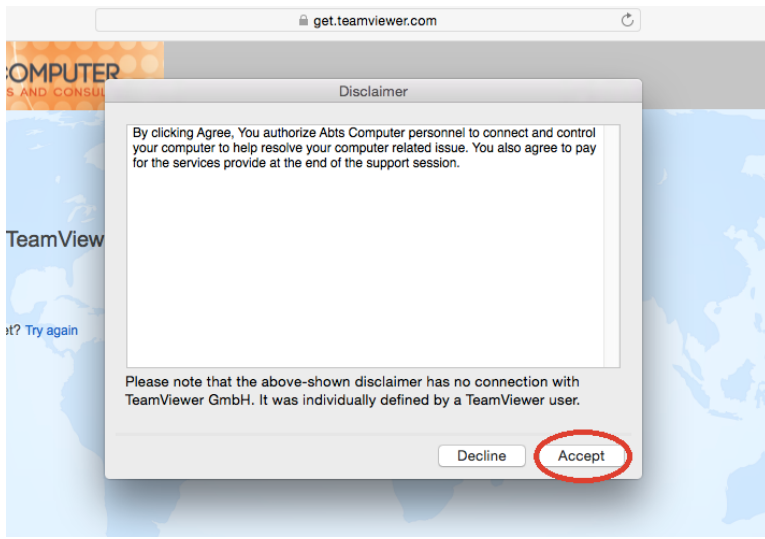 get.teamviewer.com
COMPUTER
S AND CONSUL
Disclaimer
By clicking Agree, You authorize Abts Computer personnel to connect and control
your computer to help resolve your computer related issue. You also agree to pay
for the services provide at the end of the support session.
TeamView
et? Try again
Please note that the above-shown disclaimer has no connection with
TeamViewer GmbH. It was individually defined by a TeamViewer user.
Decline
Accept